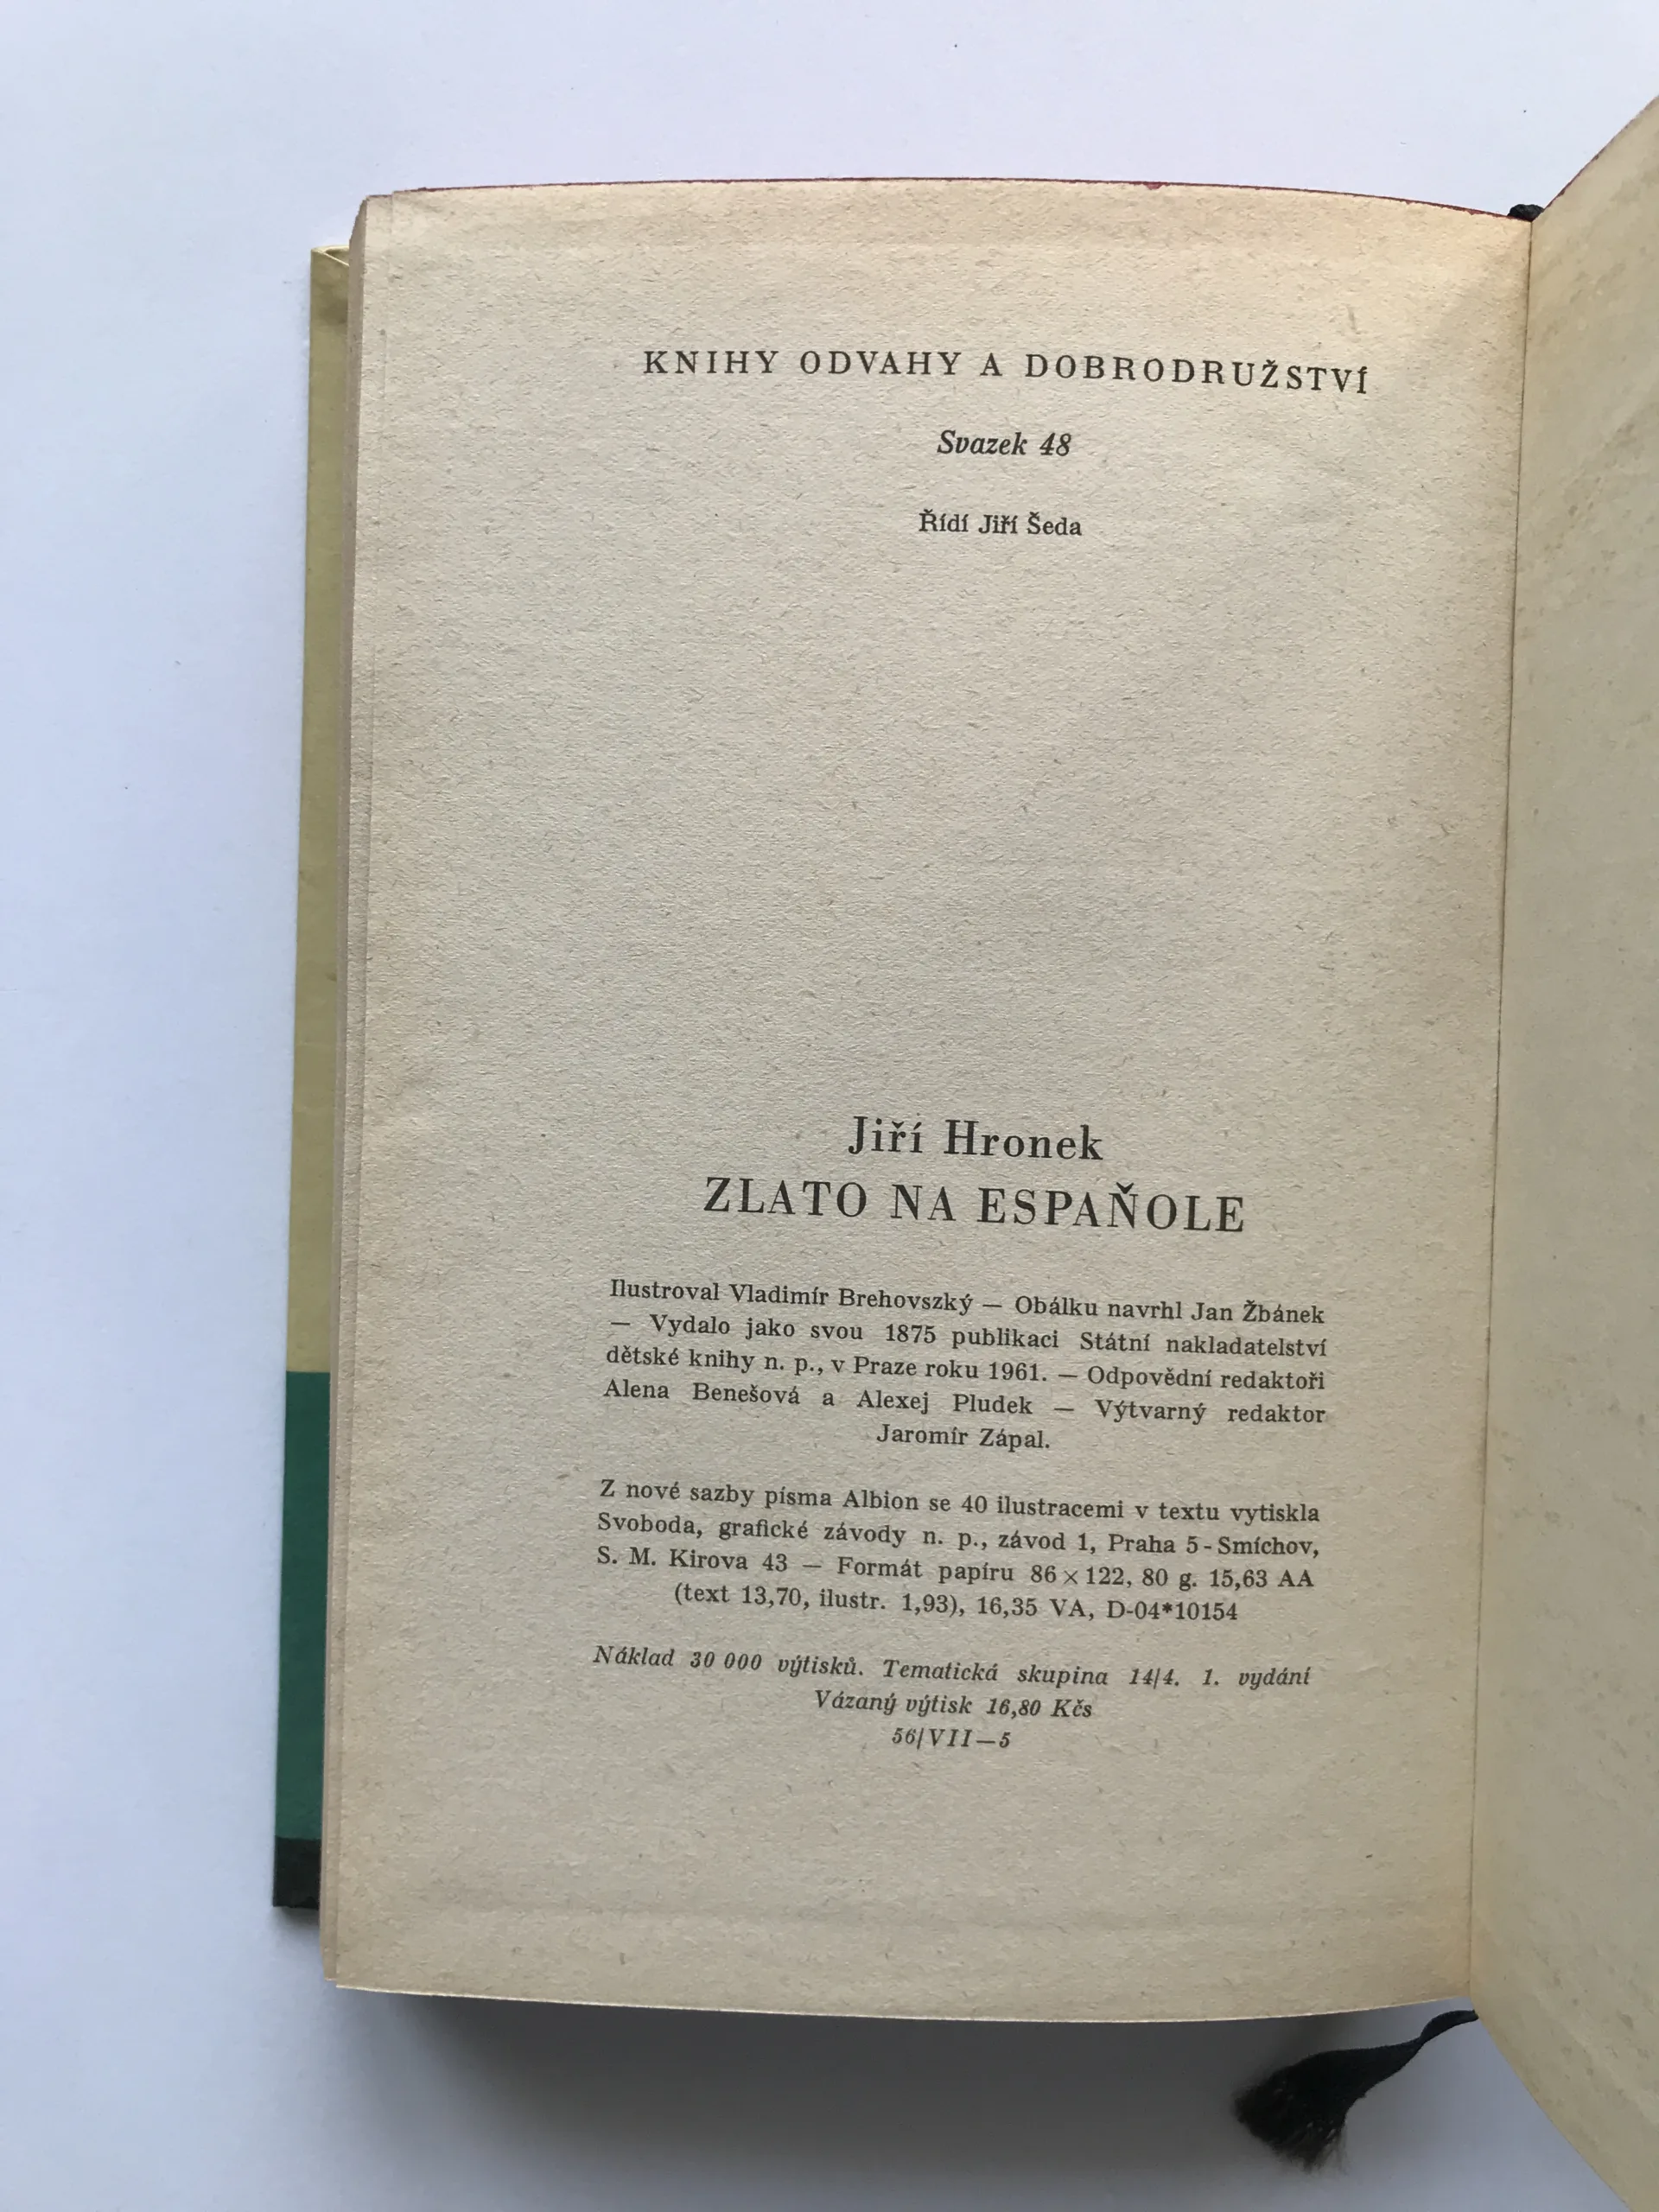 KNIHY ODVAHY A DOBRODRUŽSTVÍ
Svazek 48
Řídí Jiří Šeda
Jiří Hronek
ZLATO NA ESPAŇOLE
Ilustroval Vladimír Brehovszký — Obálku navrhl Jan Žbánek
— Vydalo jako svou 1875 publikaci Státní nakladatelství
dětské knihy n. p., v Praze roku 1961. — Odpovědní redaktoři
Alena Benešová a Alexej Pludek — Výtvarný redaktor
Jaromír Zápal.
Z nové sazby písma Albion se 40 ilustracemi v textu vytiskla
Svoboda, grafické závody n. p., závod 1, Praha 5-Smíchov,
S. M. Kirova 43 — Formát papíru 86×122, 80 g. 15,63 AA
(text 13,70, ilustr. 1,93), 16,35 VA, D-04*10154
Náklad 30 000 výtisků. Tematická skupina 14/4. 1. vydání
Vázaný výtisk 16,80 Kčs
56/VII—5